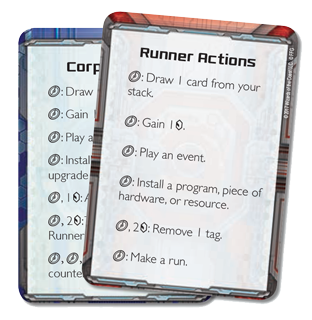 Runner Actions
: Draw 1 card from your
stack.
: Gain 1.
: Play an event.
: Install a program, piece of
hardware, or resource.
, 2: Remove 1 tag.
: Make a run.
Corp
: Draw
: Gain 1
: Play a
: Install
upgrade
, 1:
, 2:
Runner
counte